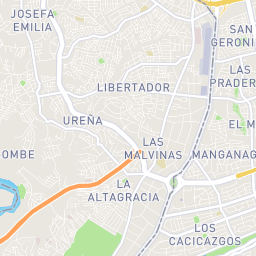 JOSEFA
EMILIA
SAN
GERONI
LIBERTADOR
LAS
PRADER
UREÑA
EL M
LAS
MALVINAS
OMBE
MANGANAG
LA
ALTAGRACIA
LOS
CACICAZGOS